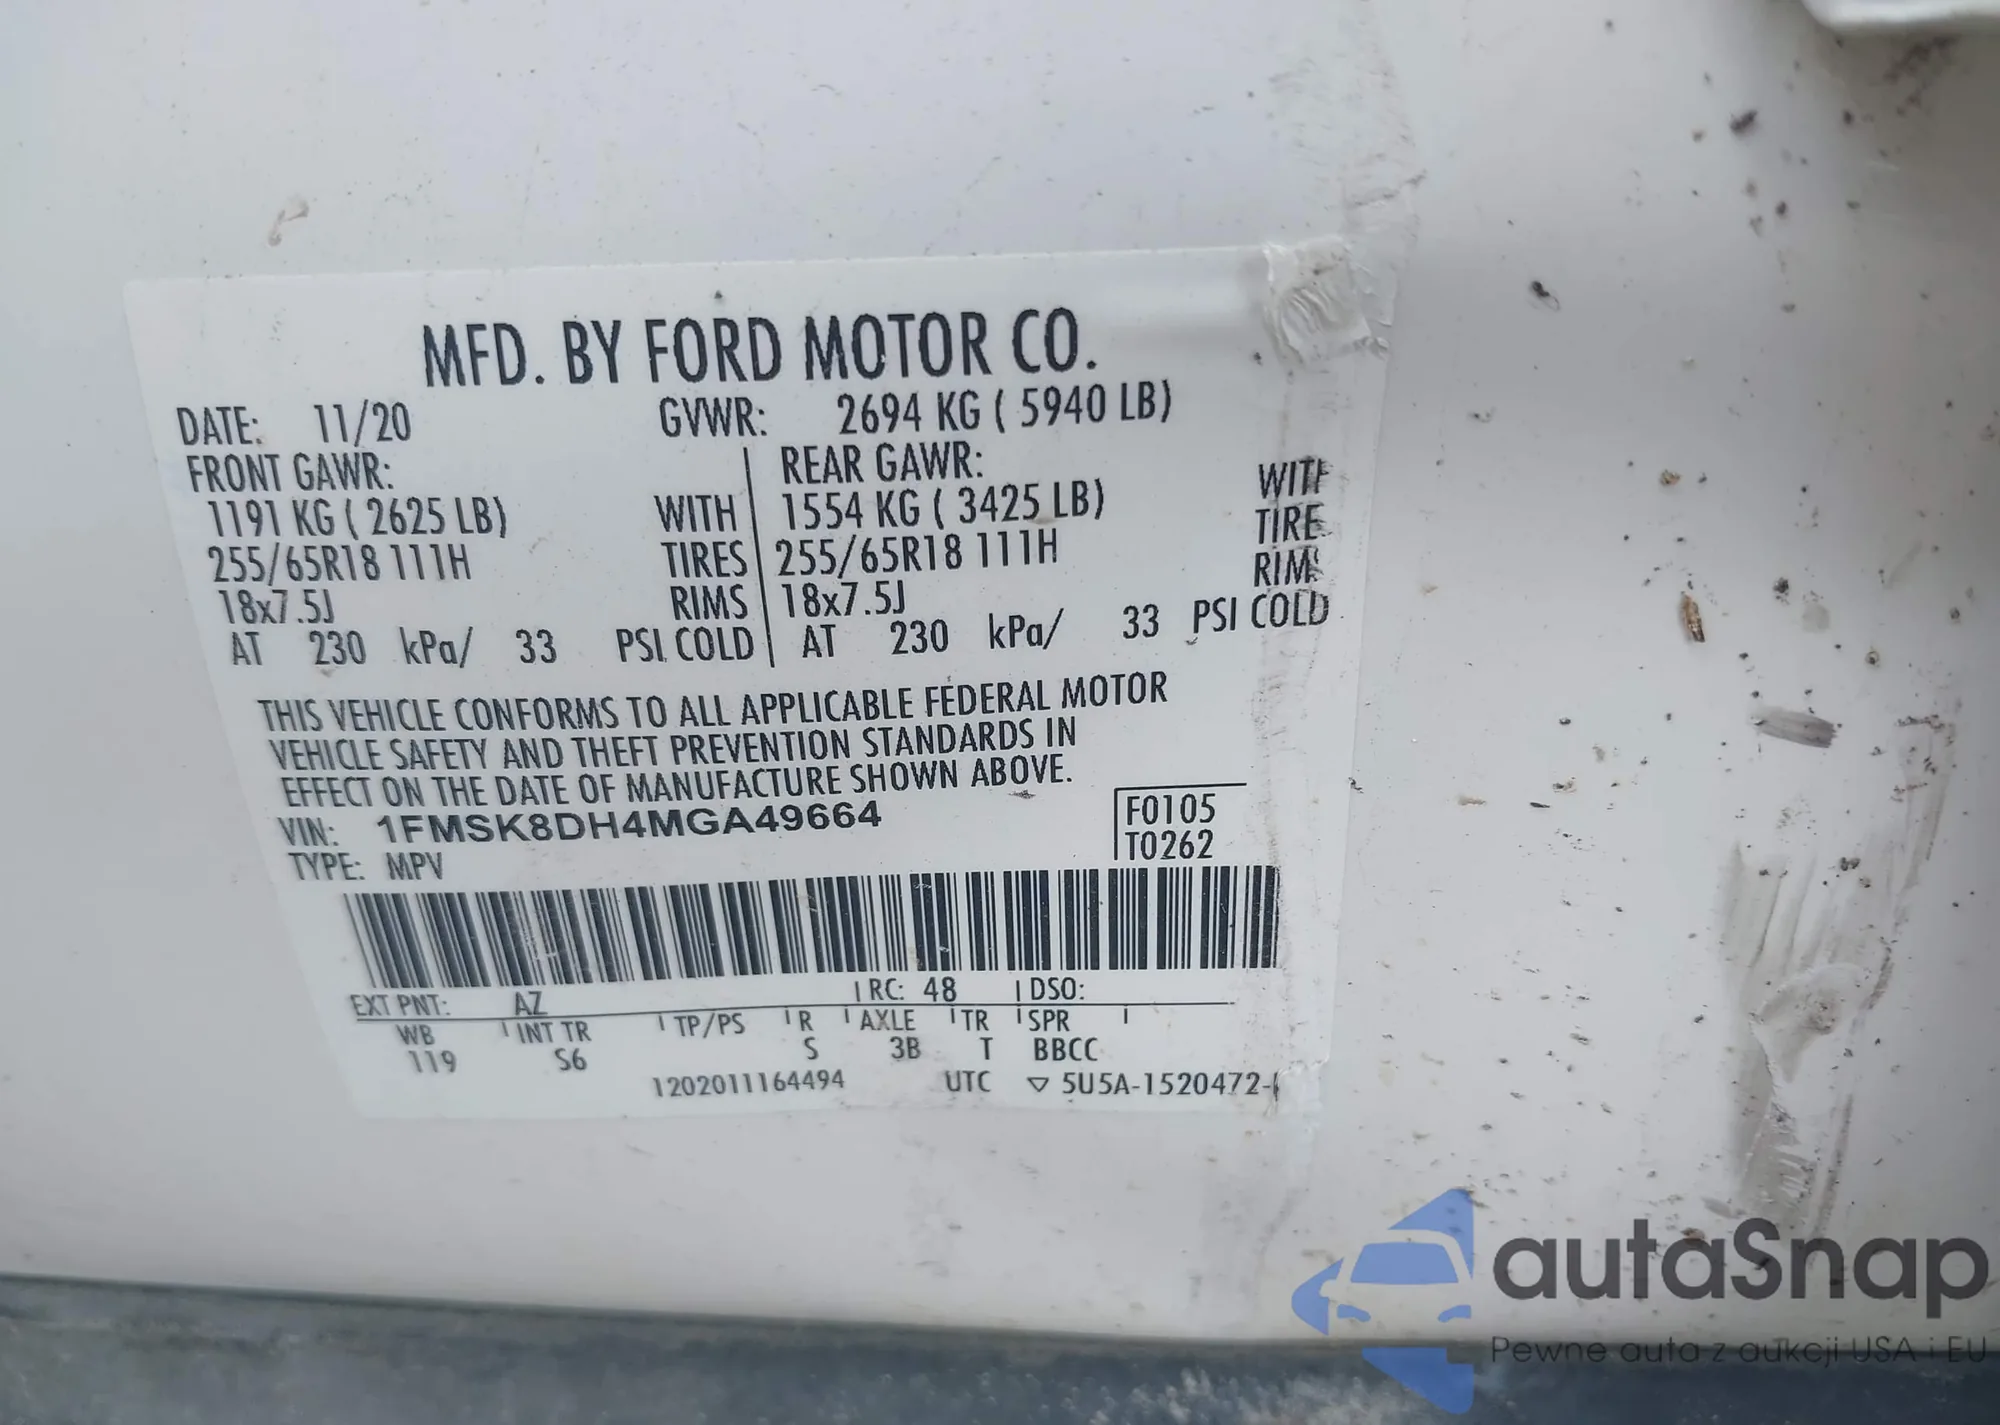 MFD. BY FORD MOTOR CO.
DATE: 11/20 GVWR: 2694 KG ( 5940 LB)
FRONT GAWR: REAR GAWR:
1191 KG ( 2625 LB) WITH 1554 KG ( 3425 LB) WITH
255/65R18 111H TIRES 255/65R18 111H TIRE
18x7.5J RIMS 18x7.5J RIMS
AT 230 kPa/ 33 PSI COLD AT 230 kPa/ 33 PSI COLD
THIS VEHICLE CONFORMS TO ALL APPLICABLE FEDERAL MOTOR
VEHICLE SAFETY AND THEFT PREVENTION STANDARDS IN
EFFECT ON THE DATE OF MANUFACTURE SHOWN ABOVE.
VIN: 1FMSK8DH4MGA49664 F0105
TYPE: MPV T0262
EXT PNT: AZ RC: 48 DSO:
WB INT TR TP/PS R AXLE TR SPR
119 S6 S 3B T BBCC
1202011164494 UTC ▽ 5U5A-1520472-
autaSnap
Pewne auta z aukcji USA i EU